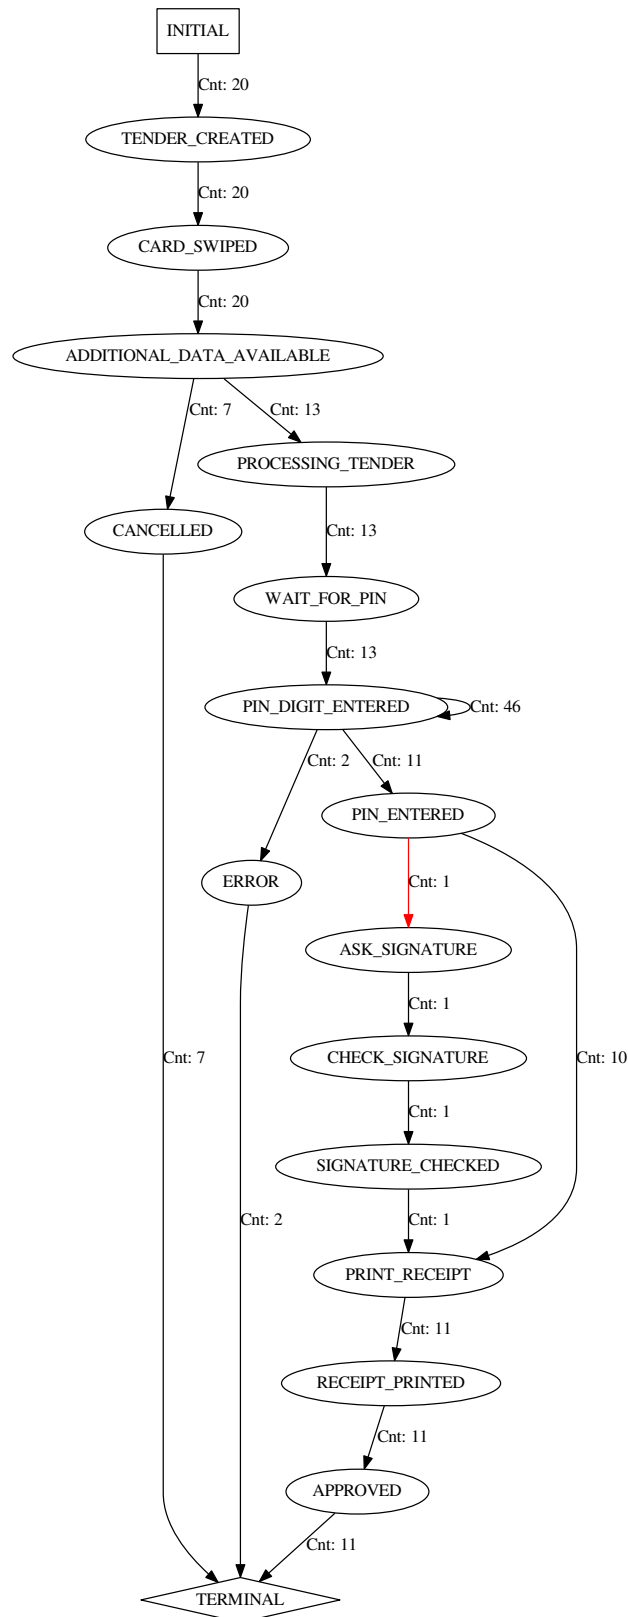 INITIAL
Cnt: 20
TENDER_CREATED
Cnt: 20
CARD_SWIPED
Cnt: 20
ADDITIONAL_DATA_AVAILABLE
Cnt: 7
Cnt: 13
PROCESSING_TENDER
CANCELLED
Cnt: 13
WAIT_FOR_PIN
Cnt: 13
PIN_DIGIT_ENTERED
Cnt: 46
Cnt: 2
Cnt: 11
PIN_ENTERED
ERROR
Cnt: 1
ASK_SIGNATURE
Cnt: 1
CHECK_SIGNATURE
Cnt: 7
Cnt: 10
Cnt: 1
SIGNATURE_CHECKED
Cnt: 2
Cnt: 1
PRINT_RECEIPT
Cnt: 11
RECEIPT_PRINTED
Cnt: 11
APPROVED
Cnt: 11
TERMINAL